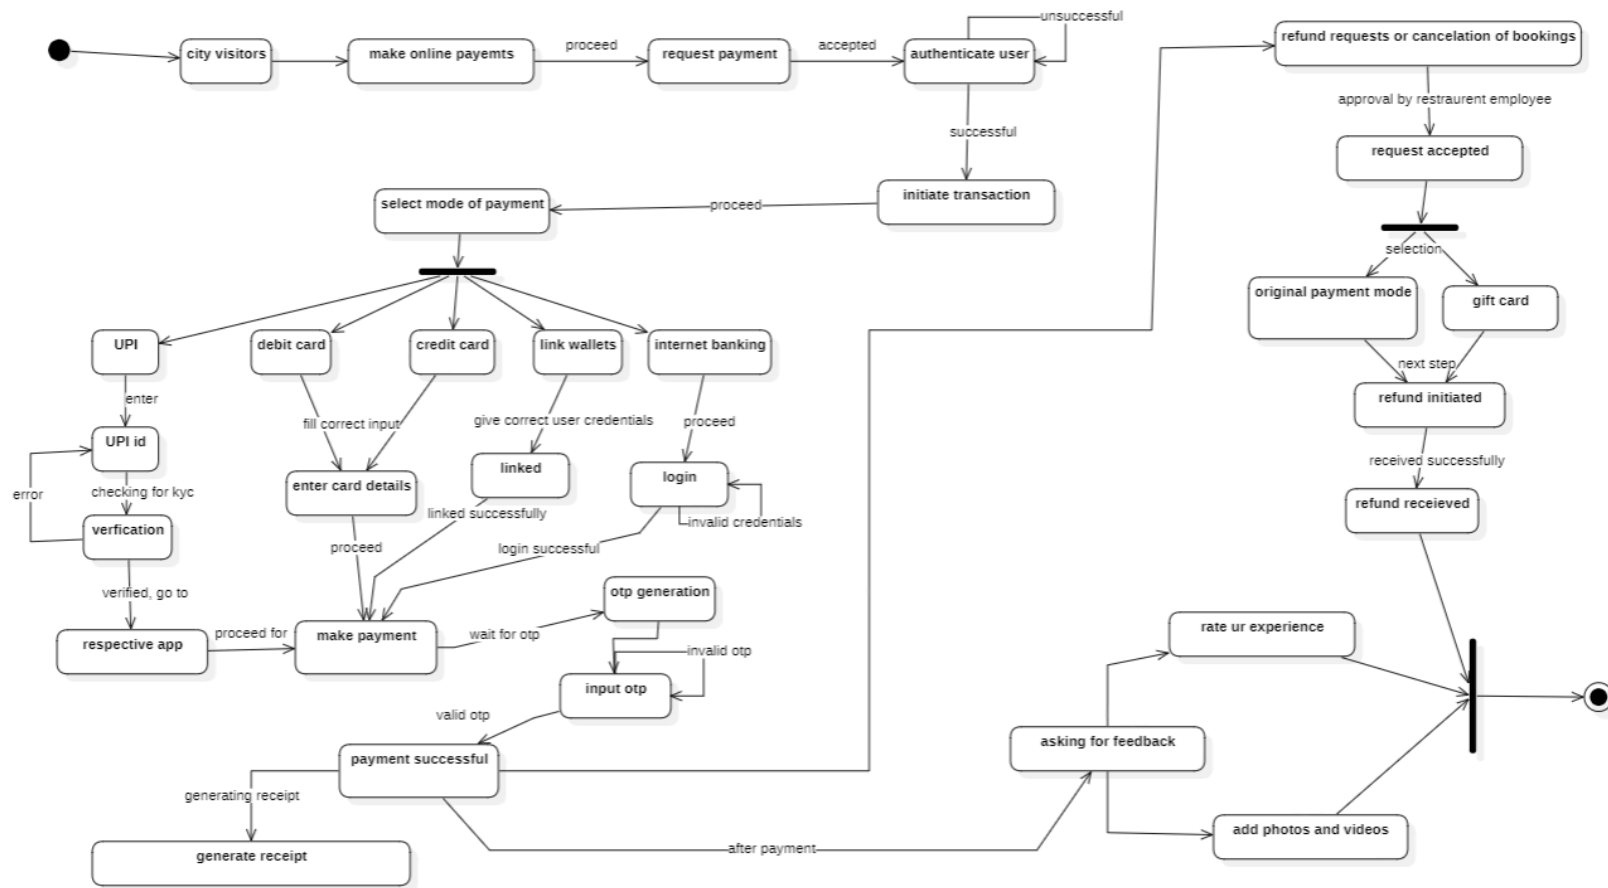 city visitors
make online payemts
proceed
request payment
accepted
authenticate user
unsuccessful
successful
initiate transaction
proceed
select mode of payment
UPI
debit card
credit card
link wallets
internet banking
enter
fill correct input
give correct user credentials
proceed
UPI id
linked
login
enter card details
error
checking for kyc
linked successfully
invalid credentials
verfication
proceed
login successful
verified, go to
otp generation
respective app
proceed for
make payment
wait for otp
invalid otp
input otp
valid otp
payment successful
generating receipt
generate receipt
after payment
refund requests or cancelation of bookings
approval by restraurent employee
request accepted
selection
original payment mode
gift card
next step
refund initiated
received successfully
refund receieved
rate ur experience
asking for feedback
add photos and videos